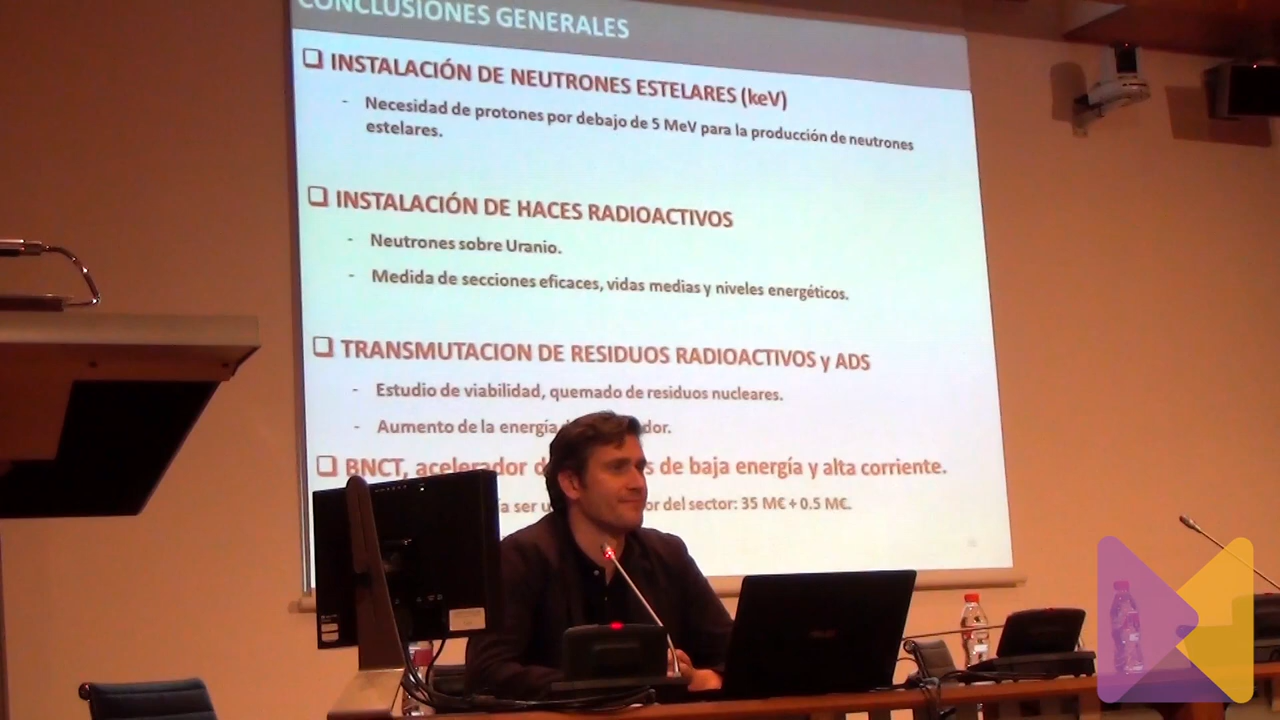 CONCLUSIONES GENERALES
❑ INSTALACIÓN DE NEUTRONES ESTELARES (keV)
- Necesidad de protones por debajo de 5 MeV para la producción de neutrones
estelares.
❑ INSTALACIÓN DE HACES RADIOACTIVOS
- Neutrones sobre Uranio.
- Medida de secciones eficaces, vidas medias y niveles energéticos.
❑ TRANSMUTACION DE RESIDUOS RADIOACTIVOS y ADS
- Estudio de viabilidad, quemado de residuos nucleares.
- Aumento de la energía
❑ BNCT, acelerador de baja energía y alta corriente.
ser del sector: 35 M€ + 0.5 M€.